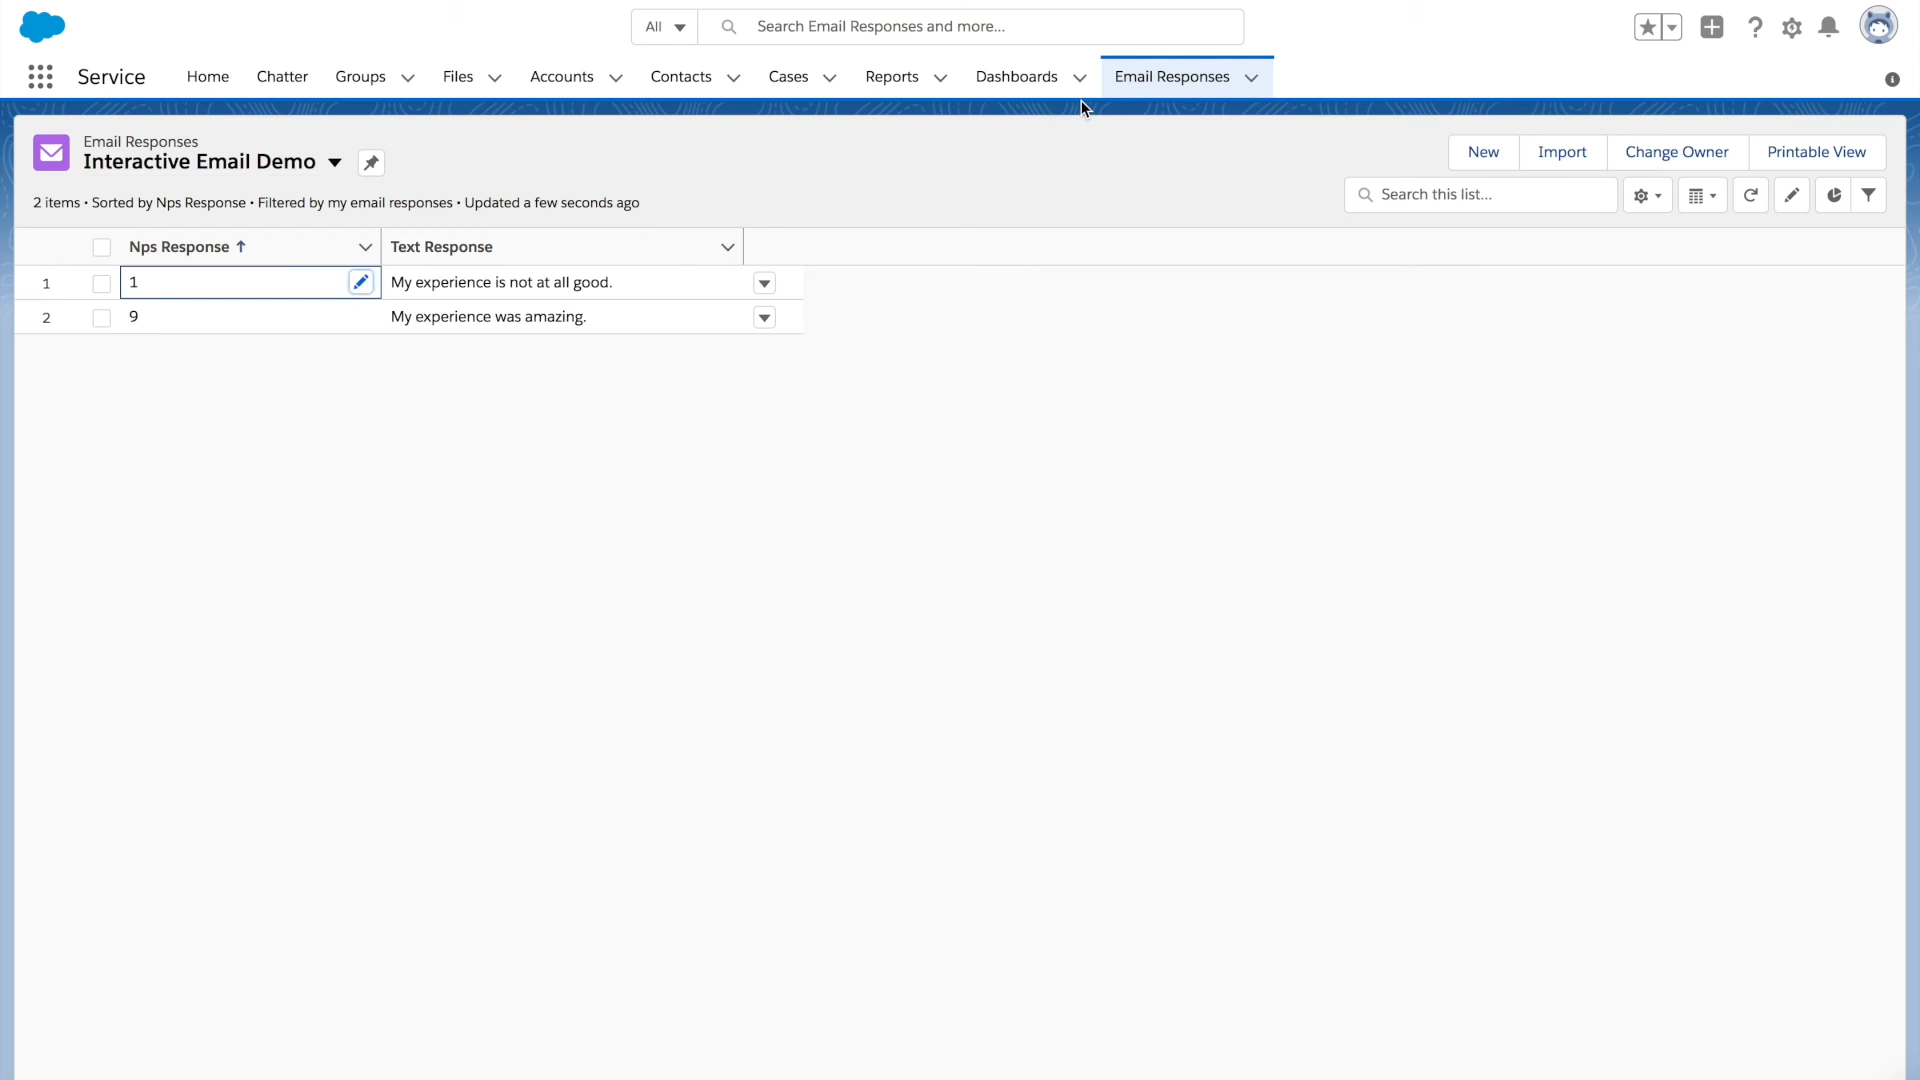 All
Search Email Responses and more...
Service Home Chatter Groups Files Accounts Contacts Cases Reports Dashboards Email Responses
Email Responses
Interactive Email Demo
New Import Change Owner Printable View
2 items • Sorted by Nps Response • Filtered by my email responses • Updated a few seconds ago
Search this list...
Nps Response ↑ Text Response
1 1 My experience is not at all good.
2 9 My experience was amazing.